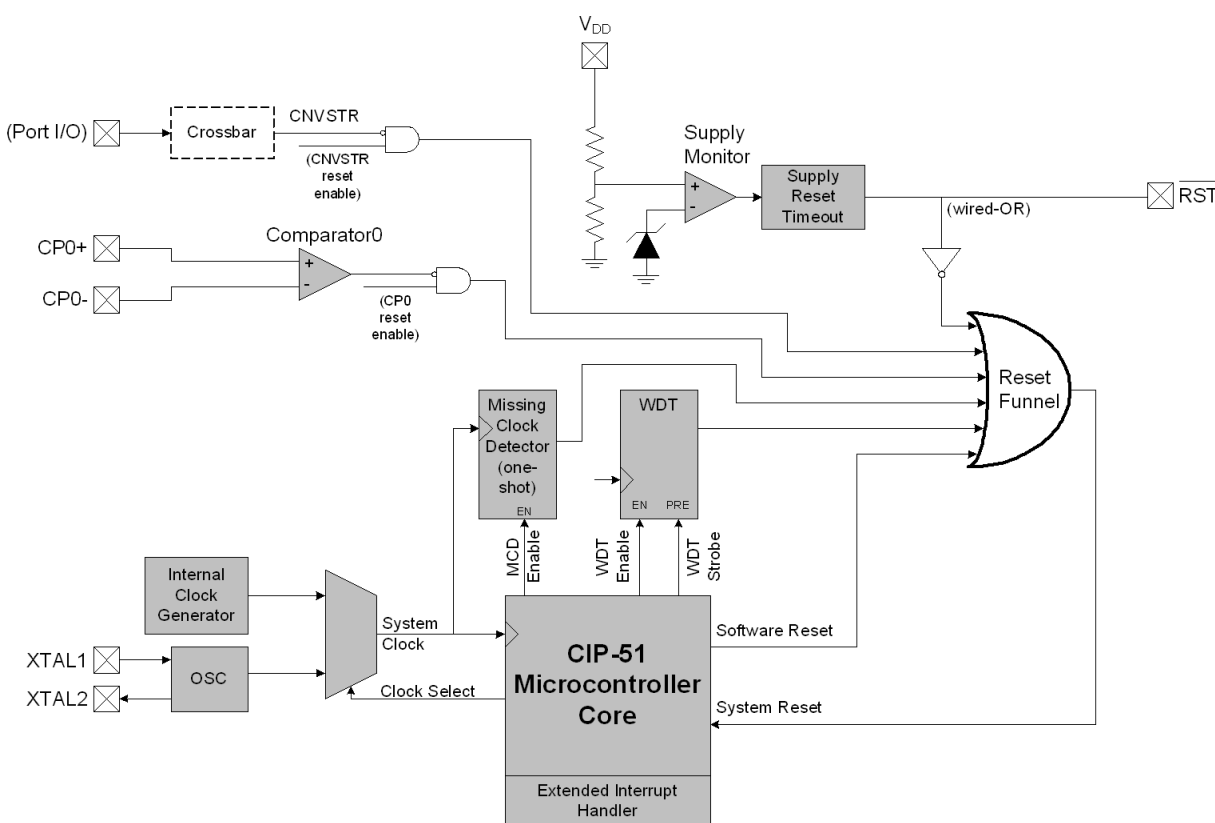 VDD
(Port I/O)
Crossbar
CNVSTR
(CNVSTR
reset
enable)
Supply
Monitor
+
-
Supply
Reset
Timeout
(wired-OR)
RST
CP0+
CP0-
Comparator0
+
-
(CP0
reset
enable)
Reset
Funnel
Missing
Clock
Detector
(one-
shot)
EN
WDT
EN
PRE
MCD
Enable
WDT
Enable
WDT
Strobe
Internal
Clock
Generator
System
Clock
XTAL1
XTAL2
OSC
Clock Select
CIP-51
Microcontroller
Core
Software Reset
System Reset
Extended Interrupt
Handler